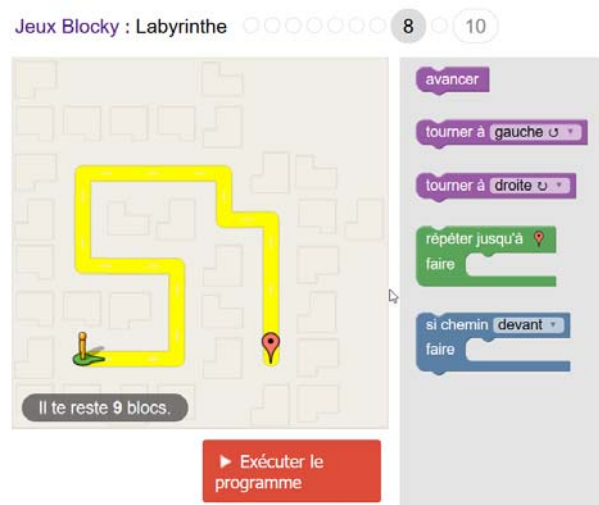 Jeux Blocky : Labyrinthe 8 10
avancer
tourner à gauche ↺ ▼
tourner à droite ↻ ▼
répéter jusqu'à
faire
si chemin devant ▼
faire
Il te reste 9 blocs.
▶ Exécuter le
programme